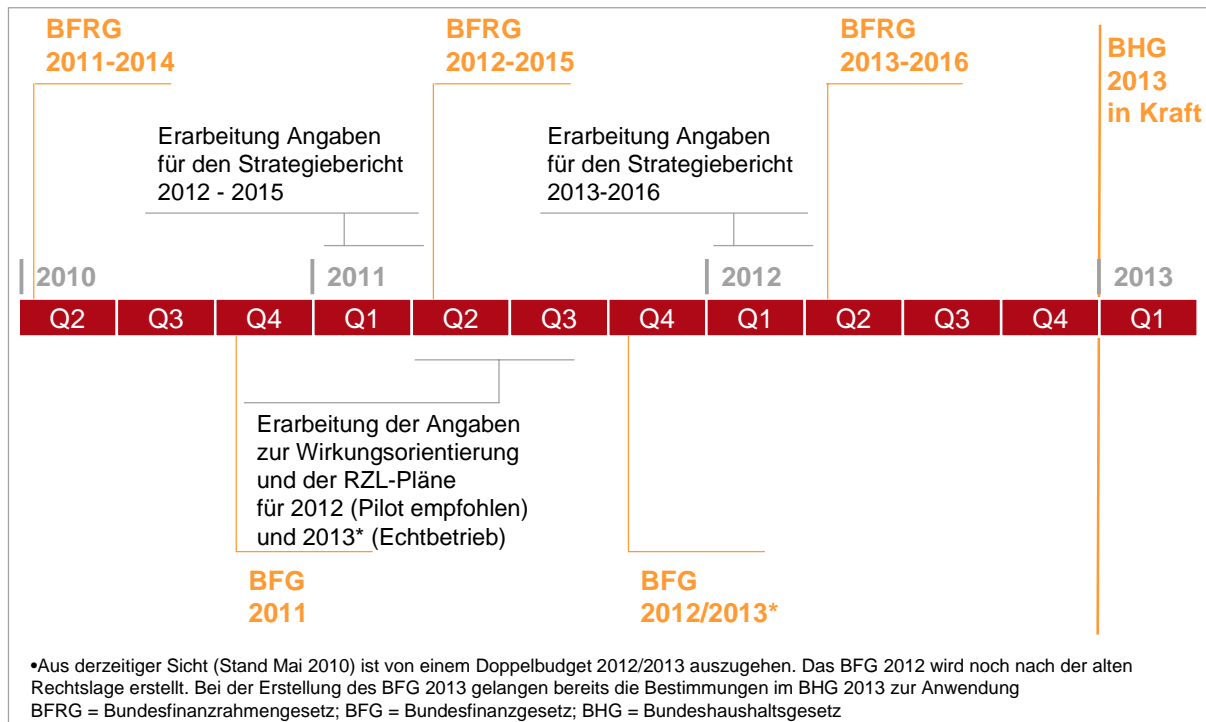 BFRG
2011-2014
BFRG
2012-2015
BFRG
2013-2016
BHG
2013
in Kraft
Erarbeitung Angaben
für den Strategiebericht
2012 - 2015
Erarbeitung Angaben
für den Strategiebericht
2013-2016
2010
2011
2012
2013
Q2 Q3 Q4 Q1 Q2 Q3 Q4 Q1 Q2 Q3 Q4 Q1
Erarbeitung der Angaben
zur Wirkungsorientierung
und der RZL-Pläne
für 2012 (Pilot empfohlen)
und 2013* (Echtbetrieb)
BFG
2011
BFG
2012/2013*
•Aus derzeitiger Sicht (Stand Mai 2010) ist von einem Doppelbudget 2012/2013 auszugehen. Das BFG 2012 wird noch nach der alten
Rechtslage erstellt. Bei der Erstellung des BFG 2013 gelangen bereits die Bestimmungen im BHG 2013 zur Anwendung
BFRG = Bundesfinanzrahmengesetz; BFG = Bundesfinanzgesetz; BHG = Bundeshaushaltsgesetz